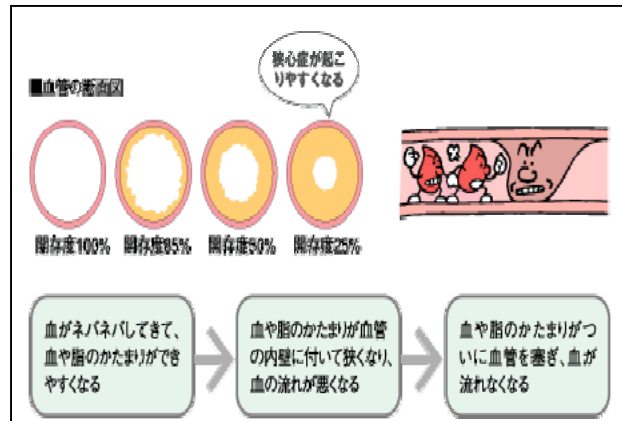 狭心症が起こ
りやすくなる
■血管の断面図
開存度100% 開存度85% 開存度50% 開存度25%
血がネバネバしてきて、
血や脂のかたまりができ
やすくなる
血や脂のかたまりが血管
の内壁に付いて狭くなり、
血の流れが悪くなる
血や脂のかたまりがつ
いに血管を塞ぎ、血が
流れなくなる